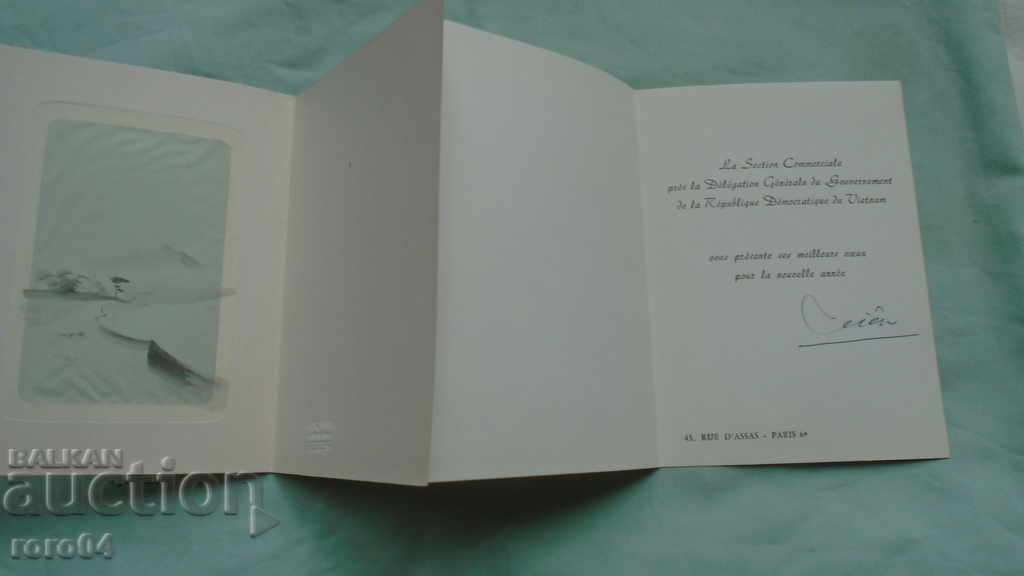 La Section Commerciale
près la Délégation Générale du Gouvernement
de la République Démocratique du Vietnam
vous présente ses meilleurs vœux
pour la nouvelle année
45, RUE D'ASSAS - PARIS 6e
BALKAN
auction
roro04